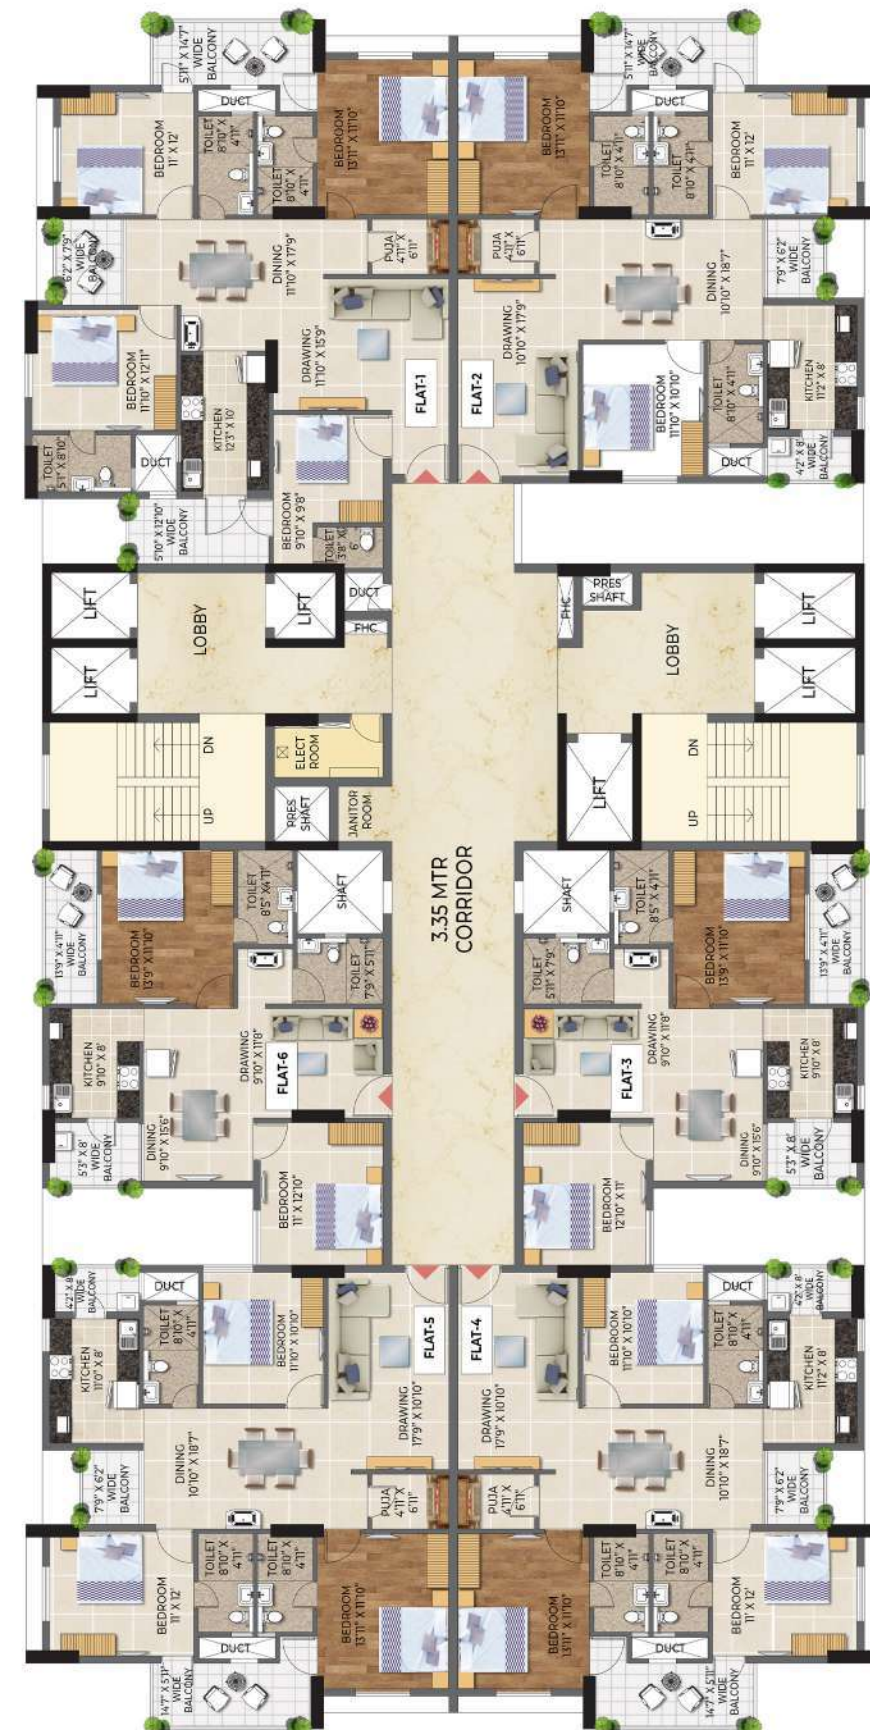 5'11" X 14'7"
WIDE
BALCONY
5'11" X 14'7"
WIDE
BALCONY
BEDROOM
11' X 12'
TOILET
8'10" X
4'11"
DUCT
TOILET
8'10" X
4'11"
BEDROOM
13'11" X 11'10"
BEDROOM
13'11" X 11'10"
TOILET
8'10" X 4'11"
DUCT
TOILET
8'10" X 4'11"
BEDROOM
11' X 12'
6'2" X 7'9"
WIDE
BALCONY
DINING
11'10" X 17'9"
PUJA
4'11" X
6'11"
PUJA
4'11" X
6'11"
DINING
10'10" X 18'7"
7'9" X 6'2"
WIDE
BALCONY
BEDROOM
11'10" X 12'11"
KITCHEN
12'3" X 10'
DRAWING
11'10" X 15'9"
FLAT-1
FLAT-2
DRAWING
10'10" X 17'9"
BEDROOM
11'10" X 10'10"
TOILET
8'10" X 4'11"
KITCHEN
11'2" X 8'
TOILET
5'1" X 8'10"
DUCT
DUCT
4'2" X 8'
WIDE
BALCONY
5'10" X 12'10"
WIDE
BALCONY
BEDROOM
9'10" X 9'8"
TOILET
3'8" X
6'
LIFT
LOBBY
LIFT
DUCT
FHC
FHC
PRES
SHAFT
LOBBY
LIFT
LIFT
LIFT
DN
UP
ELECT
ROOM
PRES
SHAFT
JANITOR
ROOM
LIFT
DN
UP
3.35 MTR
CORRIDOR
13'9" X 4'11"
WIDE
BALCONY
BEDROOM
13'9" X 11'10"
TOILET
8'5" X4'11"
SHAFT
SHAFT
TOILET
8'5" X 4'11"
BEDROOM
13'9" X 11'10"
13'9" X 4'11"
WIDE
BALCONY
TOILET
7'9" X 5'11"
TOILET
5'11" X 7'9"
KITCHEN
9'10" X 8'
DRAWING
9'10" X 11'8"
FLAT-6
FLAT-3
DRAWING
9'10" X 11'8"
KITCHEN
9'10" X 8'
5'3" X 8'
WIDE
BALCONY
DINING
9'10" X 15'6"
DINING
9'10" X 15'6"
5'3" X 8'
WIDE
BALCONY
BEDROOM
11' X 12'10"
BEDROOM
12'10" X 11'
4'2" X 8'
WIDE
BALCONY
DUCT
DUCT
4'2" X 8'
WIDE
BALCONY
KITCHEN
11'0" X 8'
TOILET
8'10" X
4'11"
BEDROOM
11'10" X 10'10"
FLAT-5
FLAT-4
BEDROOM
11'10" X 10'10"
TOILET
8'10" X
4'11"
KITCHEN
11'2" X 8'
DRAWING
17'9" X 10'10"
DRAWING
17'9" X 10'10"
7'9" X 6'2"
WIDE
BALCONY
DINING
10'10" X 18'7"
PUJA
4'11" X
6'11"
PUJA
4'11" X
6'11"
DINING
10'10" X 18'7"
7'9" X 6'2"
WIDE
BALCONY
BEDROOM
11' X 12'
TOILET
8'10" X
4'11"
TOILET
8'10" X
4'11"
BEDROOM
13'11" X 11'10"
BEDROOM
13'11" X 11'10"
TOILET
8'10" X
4'11"
TOILET
8'10" X
4'11"
BEDROOM
11' X 12'
DUCT
DUCT
14'7" X 5'11"
WIDE
BALCONY
14'7" X 5'11"
WIDE
BALCONY